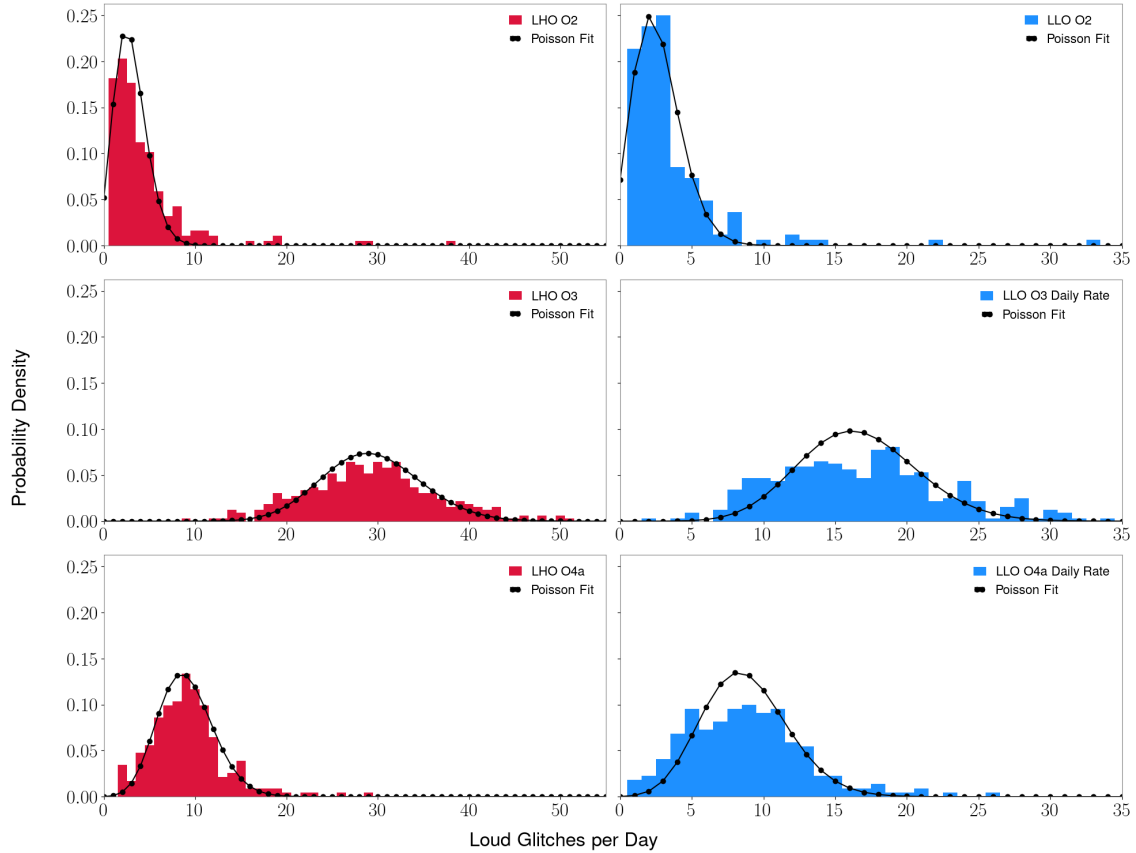 LHO O2
Poisson Fit
0.25
0.20
0.15
0.10
0.05
0.00
0 10 20 30 40 50
LLO O2
Poisson Fit
0 5 10 15 20 25 30 35
LHO O3
Poisson Fit
0.25
0.20
0.15
0.10
0.05
0.00
0 10 20 30 40 50
LLO O3 Daily Rate
Poisson Fit
0 5 10 15 20 25 30 35
LHO O4a
Poisson Fit
0.25
0.20
0.15
0.10
0.05
0.00
0 10 20 30 40 50
LLO O4a Daily Rate
Poisson Fit
0 5 10 15 20 25 30 35
Probability Density
Loud Glitches per Day